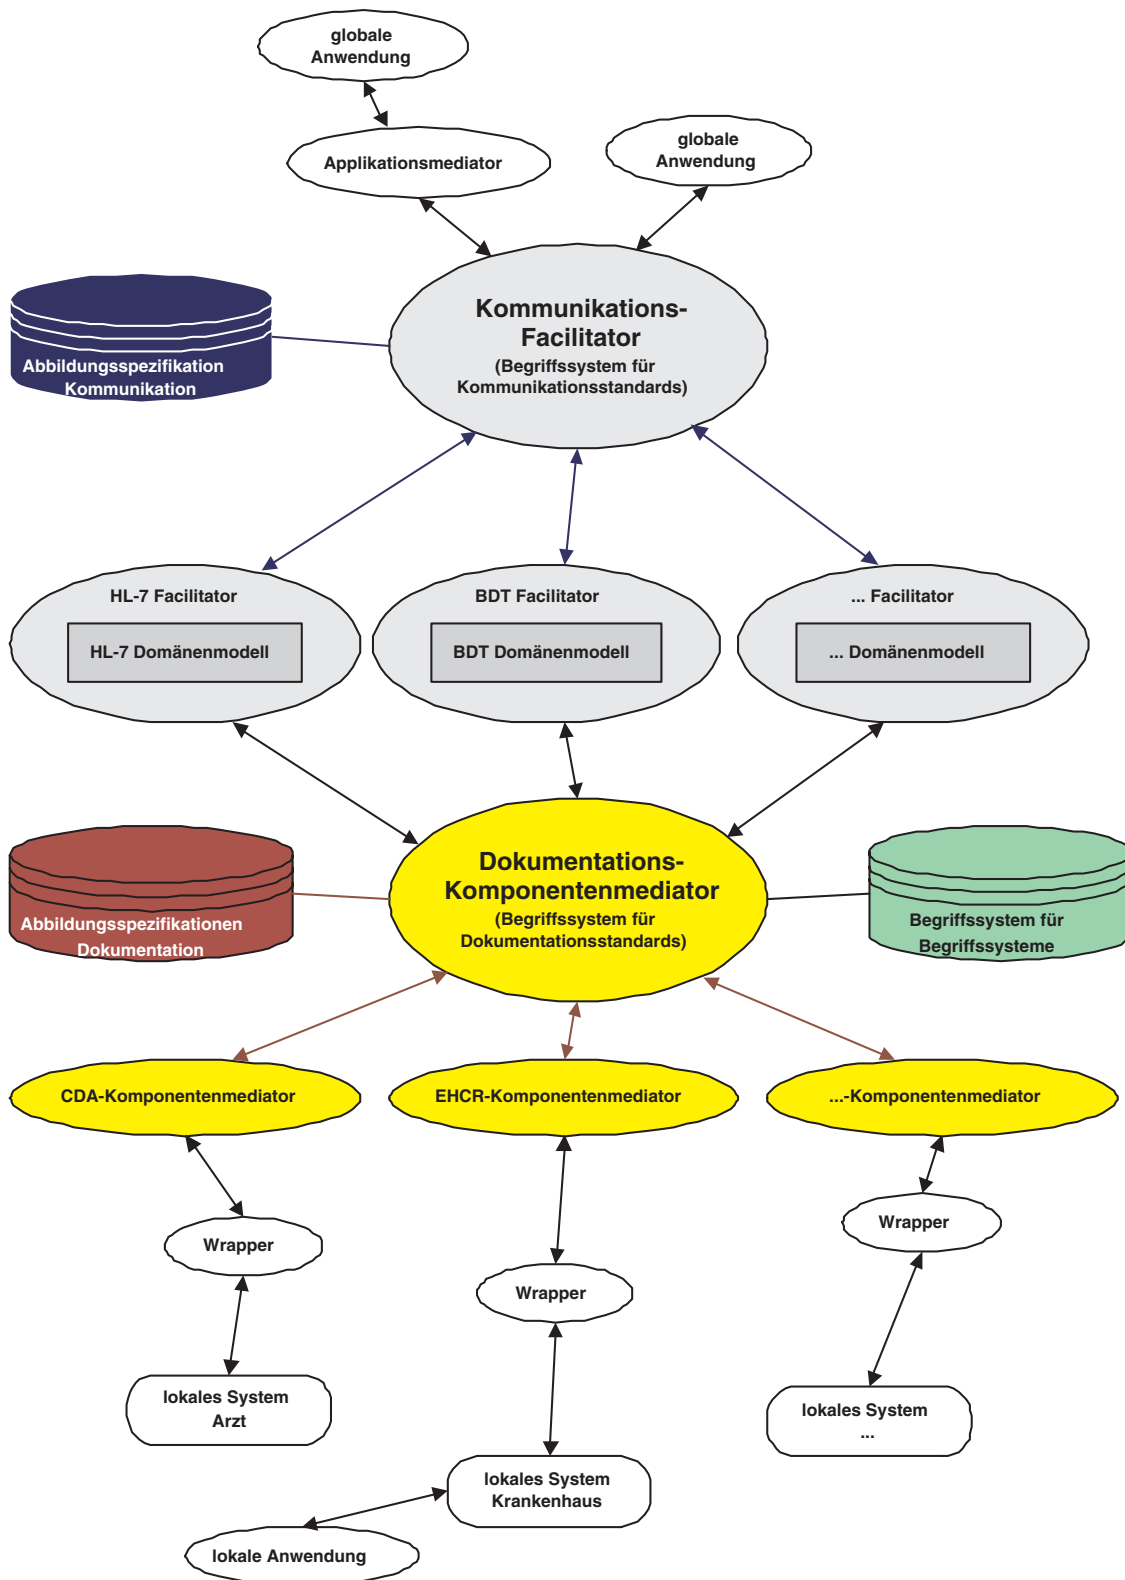 globale
Anwendung
Applikationsmediator
globale
Anwendung
Kommunikations-
Facilitator
(Begriffssystem für
Kommunikationsstandards)
Abbildungsspezifikation
Kommunikation
HL-7 Facilitator
HL-7 Domänenmodell
BDT Facilitator
BDT Domänenmodell
... Facilitator
... Domänenmodell
Dokumentations-
Komponentenmediator
(Begriffssystem für
Dokumentationsstandards)
Abbildungsspezifikationen
Dokumentation
Begriffssystem für
Begriffssysteme
CDA-Komponentenmediator
EHCR-Komponentenmediator
...-Komponentenmediator
Wrapper
Wrapper
Wrapper
lokales System
Arzt
lokales System
...
lokales System
Krankenhaus
lokale Anwendung